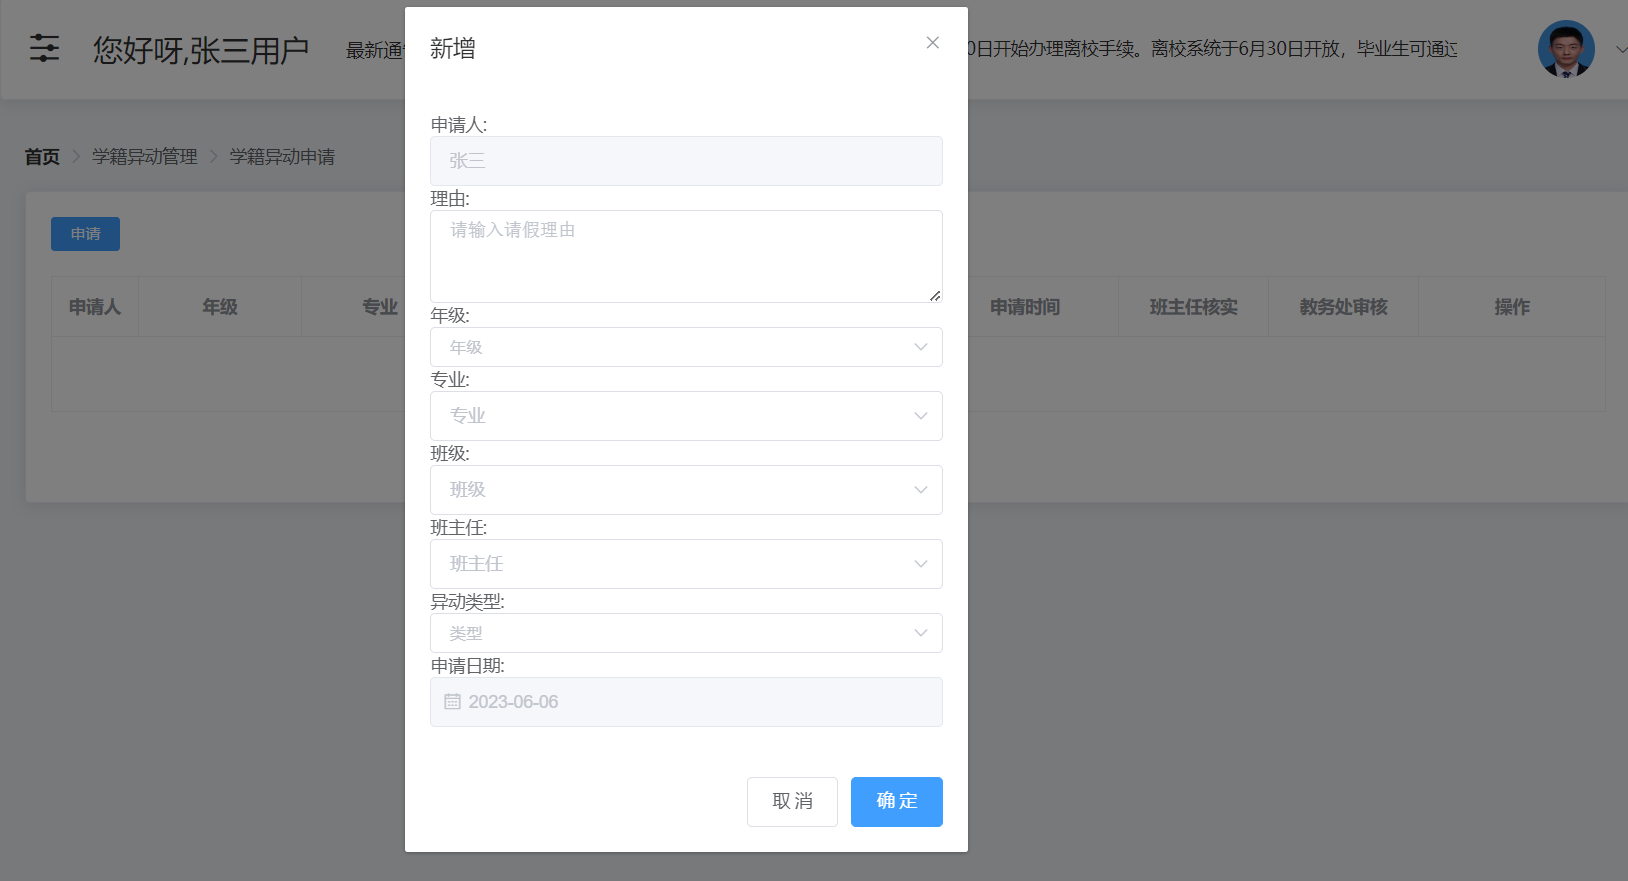 您好呀,张三用户
最新通
0日开始办理离校手续。离校系统于6月30日开放，毕业生可通过
首页
学籍异动管理
学籍异动申请
申请
申请人
年级
专业
申请时间
班主任核实
教务处审核
操作
新增
申请人:
张三
理由:
请输入请假理由
年级:
年级
专业:
专业
班级:
班级
班主任:
班主任
异动类型:
类型
申请日期:
2023-06-06
取消
确定